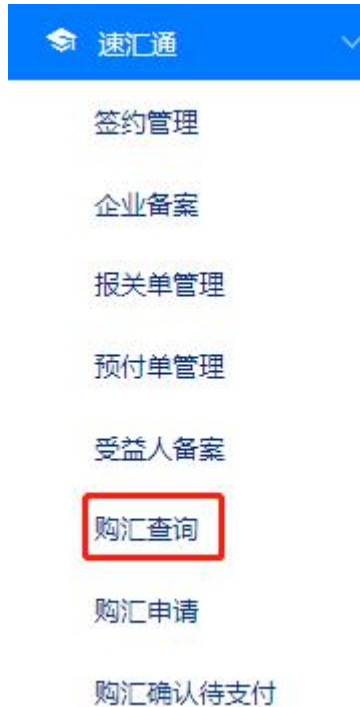 速汇通
签约管理
企业备案
报关单管理
预付单管理
受益人备案
购汇查询
购汇申请
购汇确认待支付